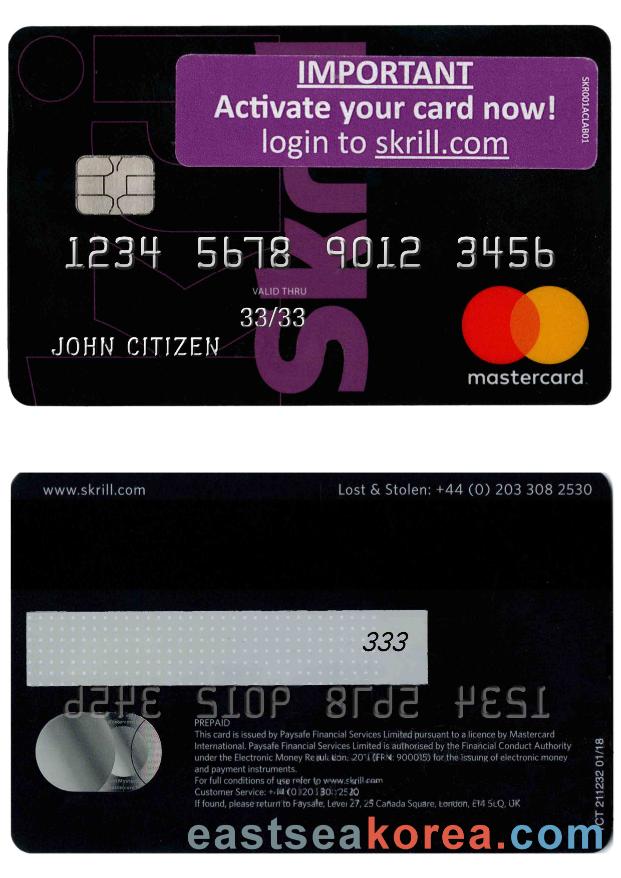 IMPORTANT
Activate your card now!
login to skrill.com
SKR001ACLAB01
Skrill
1234 5678 9012 3456
VALID THRU
33/33
JOHN CITIZEN
mastercard
www.skrill.com
Lost & Stolen: +44 (0) 203 308 2530
333
PREPAID
This card is issued by Paysafe Financial Services Limited pursuant to a licence by Mastercard
International. Paysafe Financial Services Limited is authorised by the Financial Conduct Authority
under the Electronic Money Regulation, 2011 (FRN: 900015) for the issuing of electronic money
and payment instruments.
For full conditions of use refer to www.skrill.com
Customer Service: +44 (0) 20 2520
If found, please return to Paysafe, Level 27, 25 Canada Square, London, E14 5LQ, UK
CT 211232 01/18
eastseakorea.com